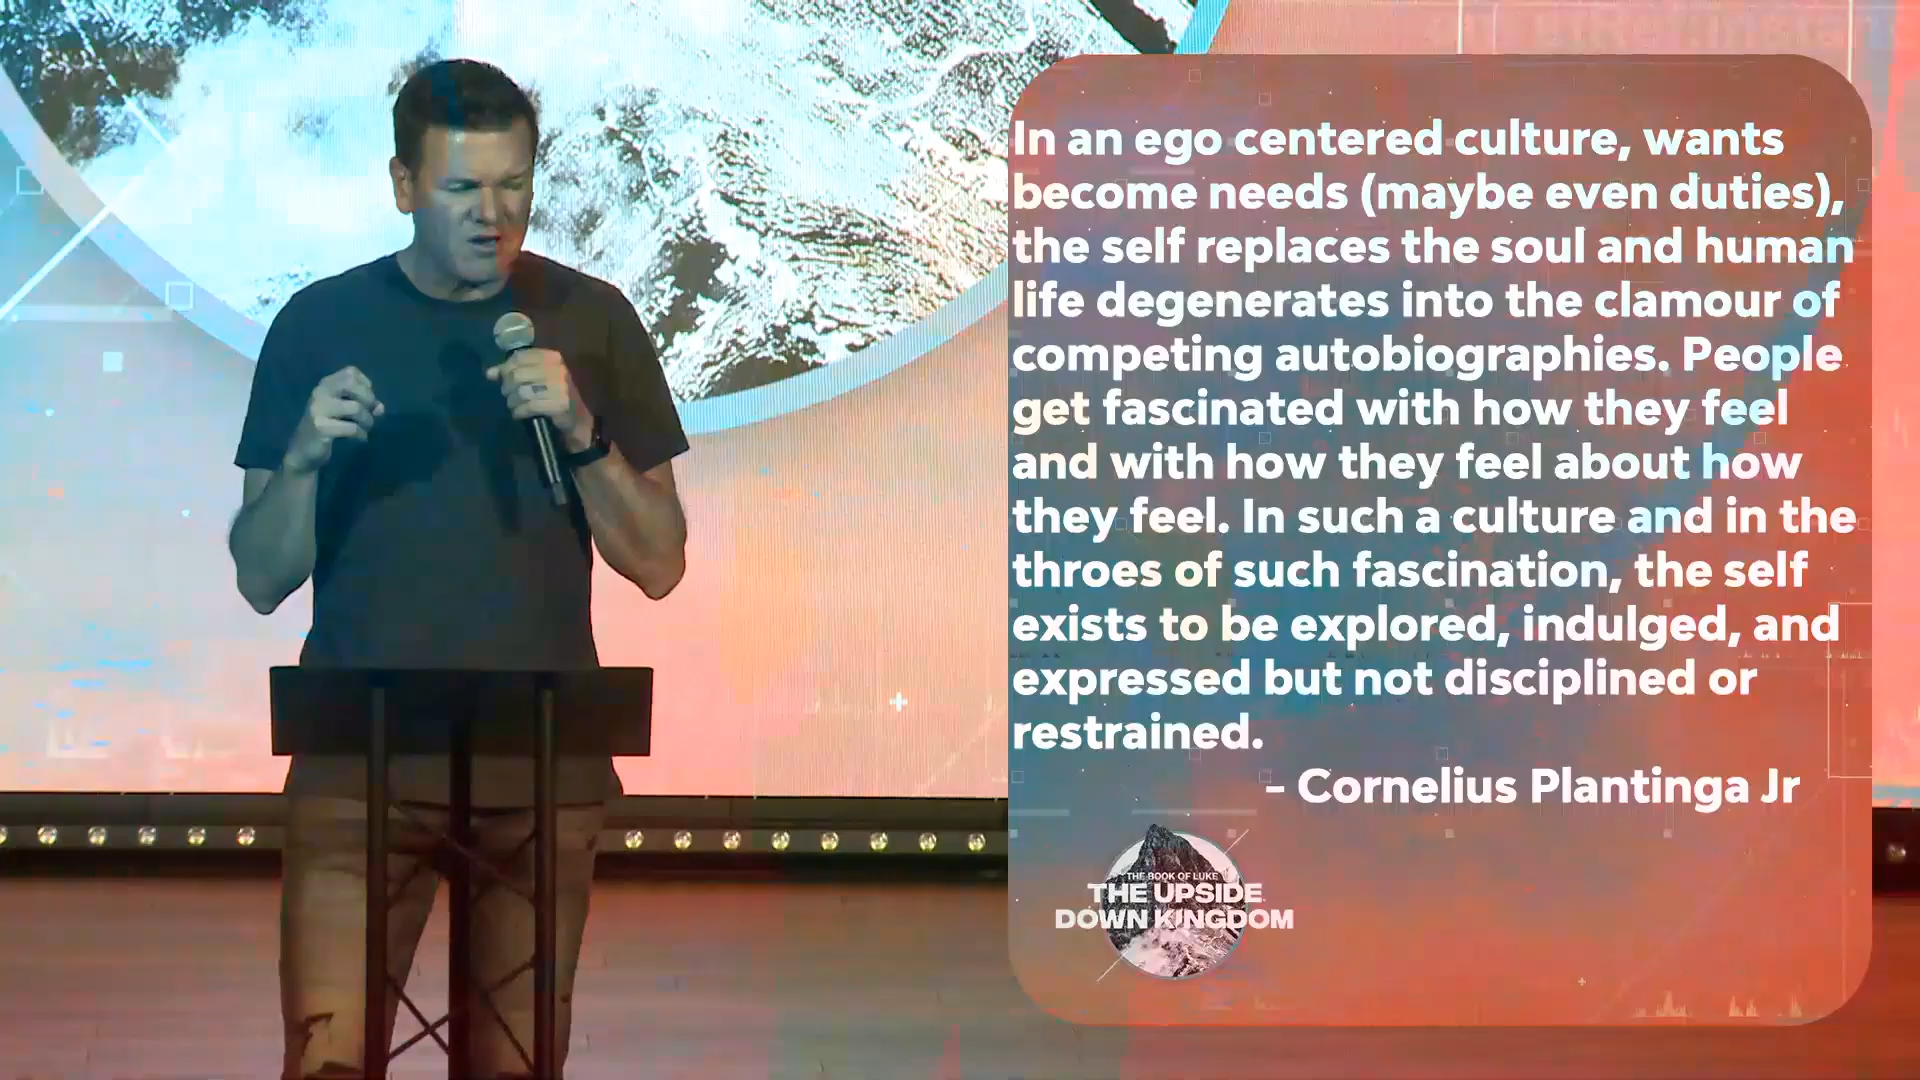 In an ego centered culture, wants
become needs (maybe even duties),
the self replaces the soul and human
life degenerates into the clamour of
competing autobiographies. People
get fascinated with how they feel
and with how they feel about how
they feel. In such a culture and in the
throes of such fascination, the self
exists to be explored, indulged, and
expressed but not disciplined or
restrained.
- Cornelius Plantinga Jr
THE BOOK OF LUKE
THE UPSIDE
DOWN KINGDOM